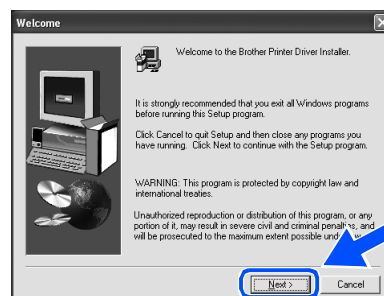 Welcome
Welcome to the Brother Printer Driver Installer.
It is strongly recommended that you exit all Windows programs
before running this Setup program.
Click Cancel to quit Setup and then close any programs you
have running. Click Next to continue with the Setup program.
WARNING: This program is protected by copyright law and
international treaties.
Unauthorized reproduction or distribution of this program, or any
portion of it, may result in severe civil and criminal penalties, and
will be prosecuted to the maximum extent possible under law.
Next >
Cancel